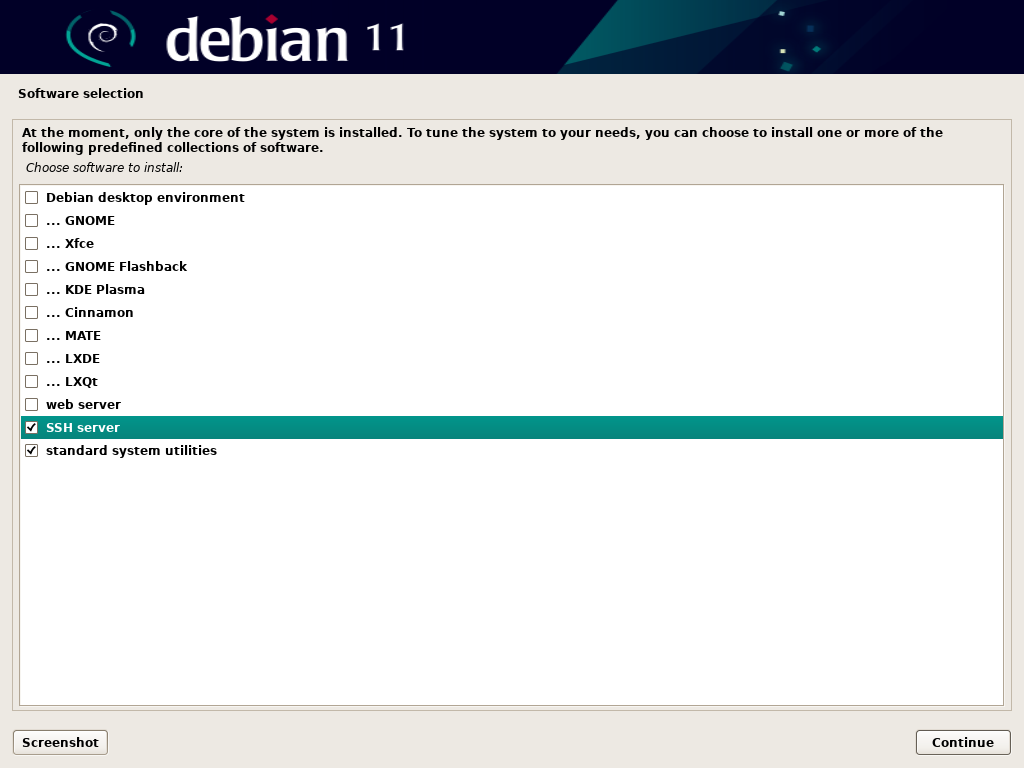 debian 11
Software selection
At the moment, only the core of the system is installed. To tune the system to your needs, you can choose to install one or more of the
following predefined collections of software.
Choose software to install:
Debian desktop environment
... GNOME
... Xfce
... GNOME Flashback
... KDE Plasma
... Cinnamon
... MATE
... LXDE
... LXQt
web server
SSH server
standard system utilities
Screenshot
Continue